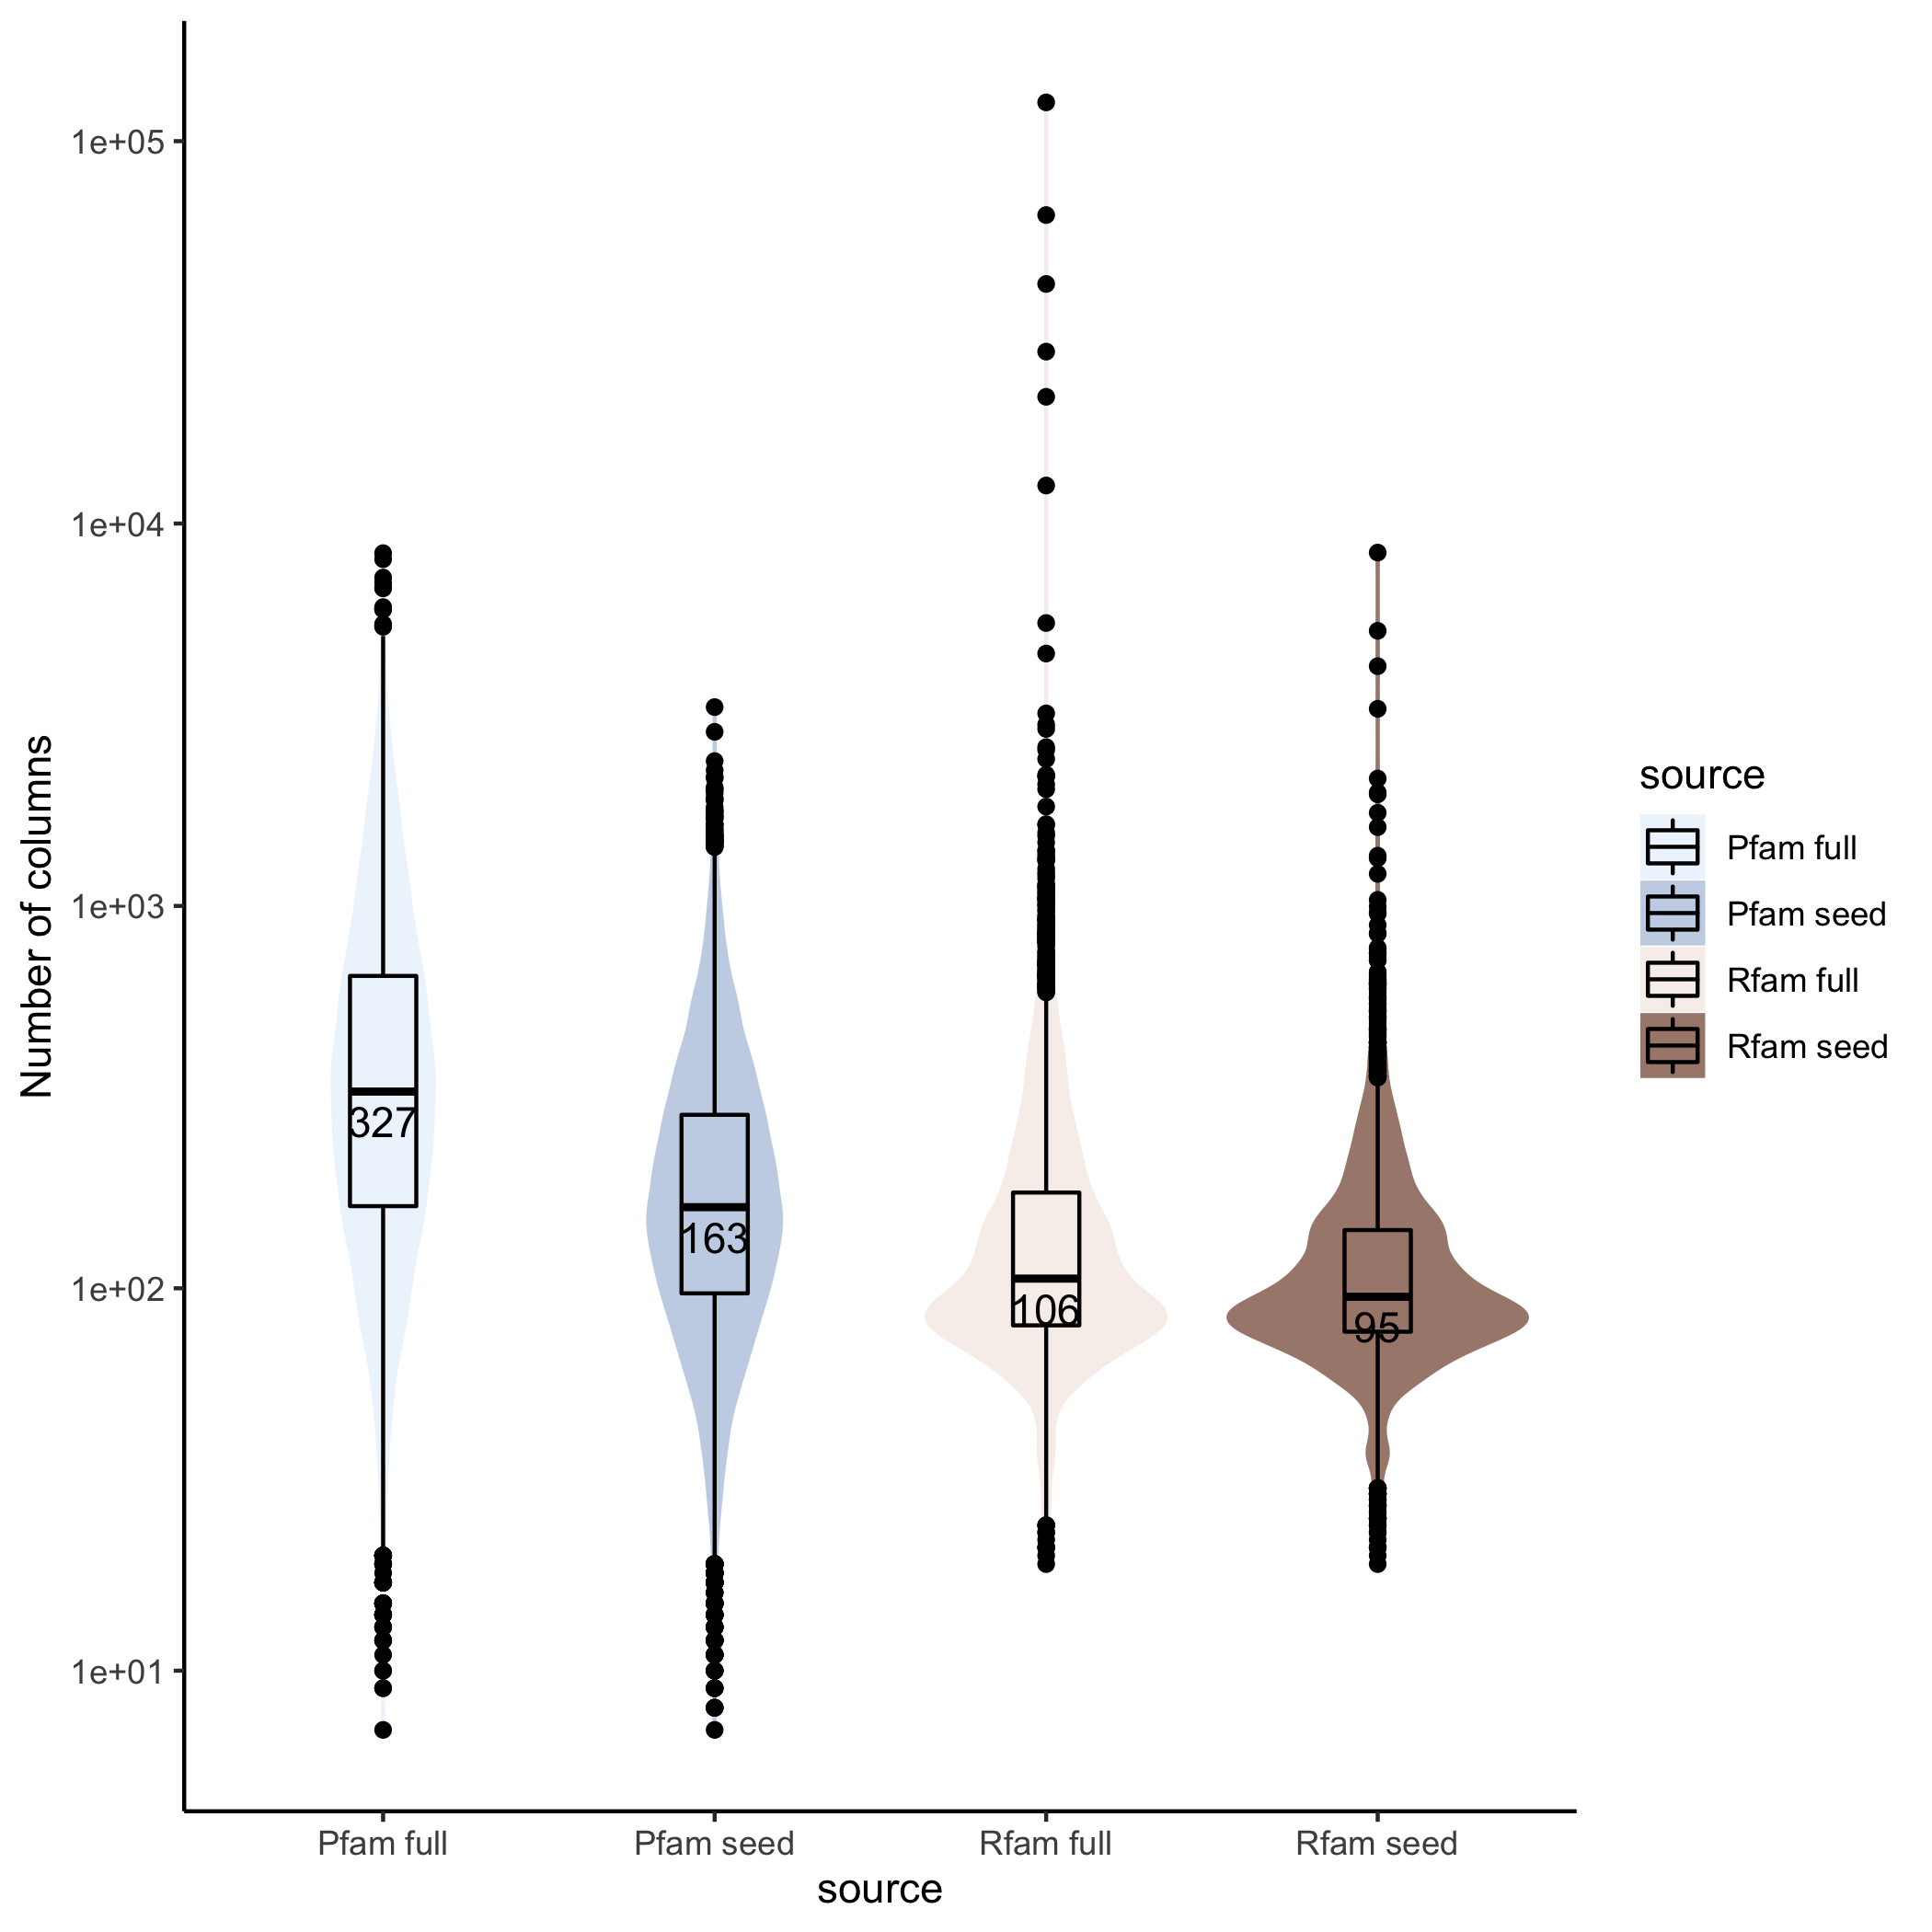 Number of columns
1e+05
1e+04
1e+03
1e+02
1e+01
327
163
106
95
Pfam full
Pfam seed
Rfam full
Rfam seed
source
source
Pfam full
Pfam seed
Rfam full
Rfam seed